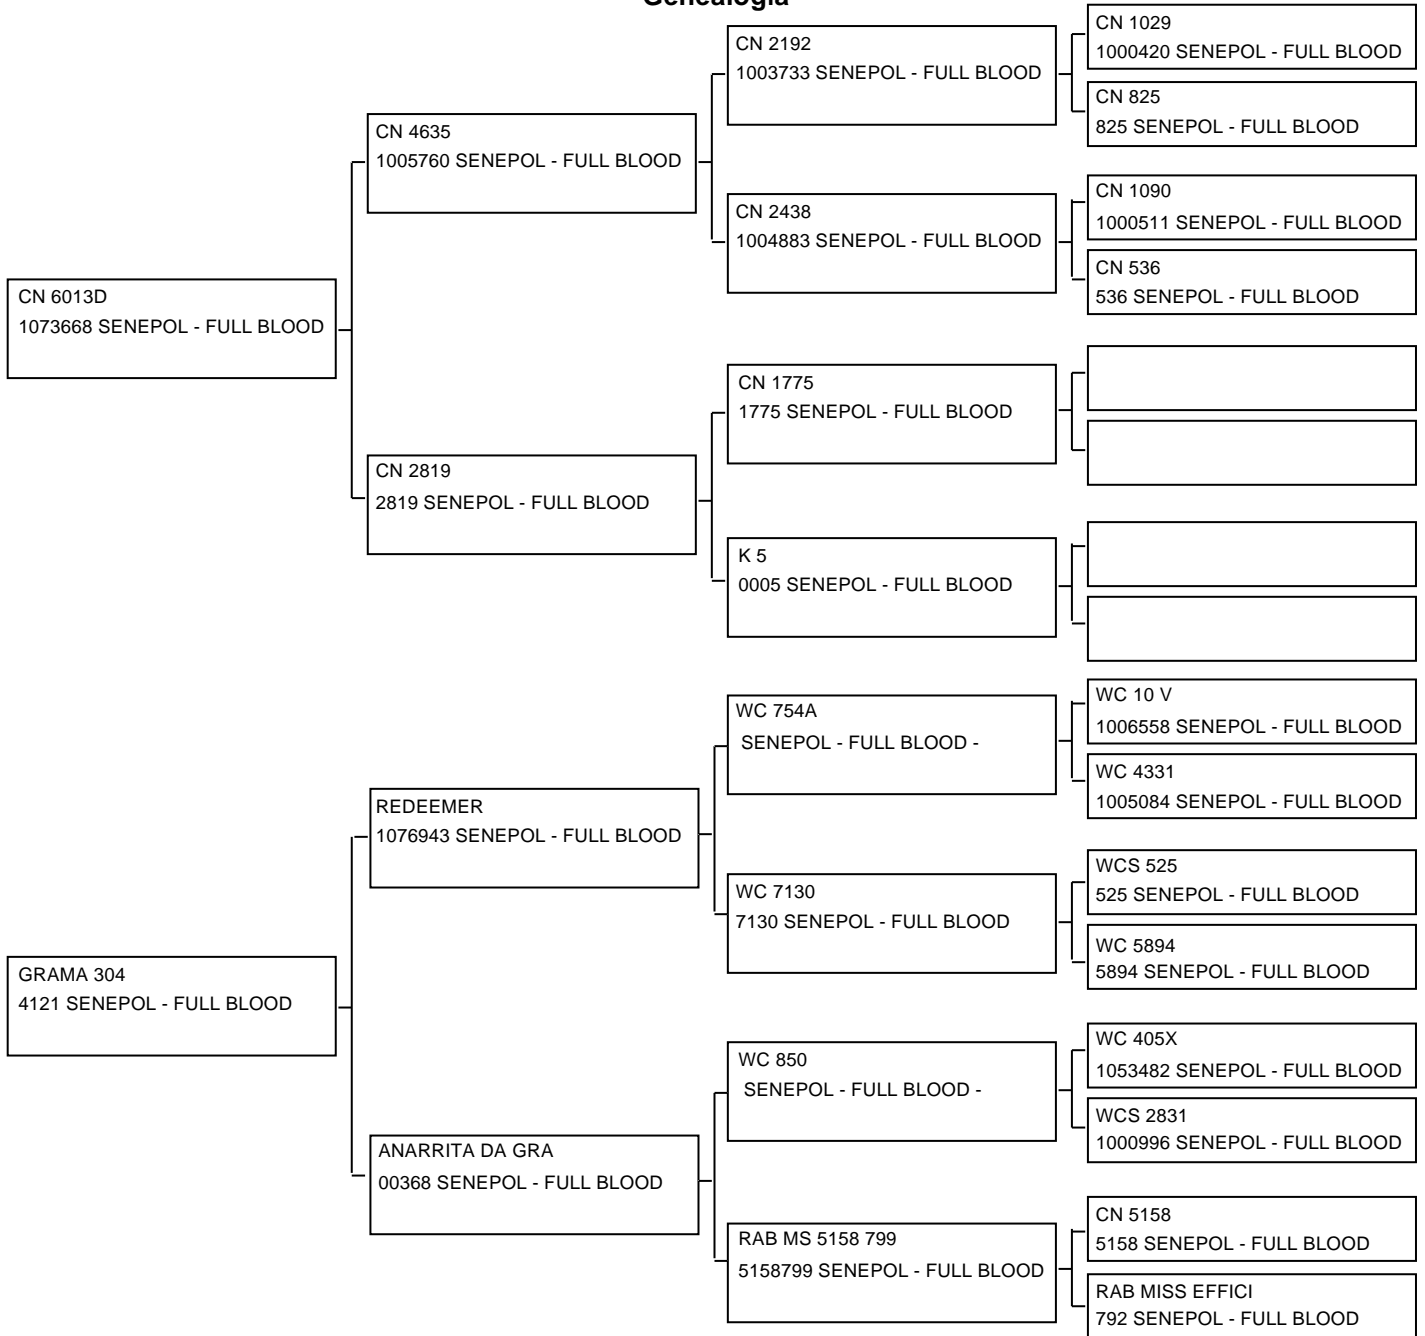 Genealogia
CN 6013D
1073668 SENEPOL - FULL BLOOD
CN 4635
1005760 SENEPOL - FULL BLOOD
CN 2192
1003733 SENEPOL - FULL BLOOD
CN 1029
1000420 SENEPOL - FULL BLOOD
CN 825
825 SENEPOL - FULL BLOOD
CN 2438
1004883 SENEPOL - FULL BLOOD
CN 1090
1000511 SENEPOL - FULL BLOOD
CN 536
536 SENEPOL - FULL BLOOD
CN 2819
2819 SENEPOL - FULL BLOOD
CN 1775
1775 SENEPOL - FULL BLOOD
K 5
0005 SENEPOL - FULL BLOOD
GRAMA 304
4121 SENEPOL - FULL BLOOD
REDEEMER
1076943 SENEPOL - FULL BLOOD
WC 754A
SENEPOL - FULL BLOOD -
WC 10 V
1006558 SENEPOL - FULL BLOOD
WC 4331
1005084 SENEPOL - FULL BLOOD
WC 7130
7130 SENEPOL - FULL BLOOD
WCS 525
525 SENEPOL - FULL BLOOD
WC 5894
5894 SENEPOL - FULL BLOOD
ANARRITA DA GRA
00368 SENEPOL - FULL BLOOD
WC 850
SENEPOL - FULL BLOOD -
WC 405X
1053482 SENEPOL - FULL BLOOD
WCS 2831
1000996 SENEPOL - FULL BLOOD
RAB MS 5158 799
5158799 SENEPOL - FULL BLOOD
CN 5158
5158 SENEPOL - FULL BLOOD
RAB MISS EFFICI
792 SENEPOL - FULL BLOOD